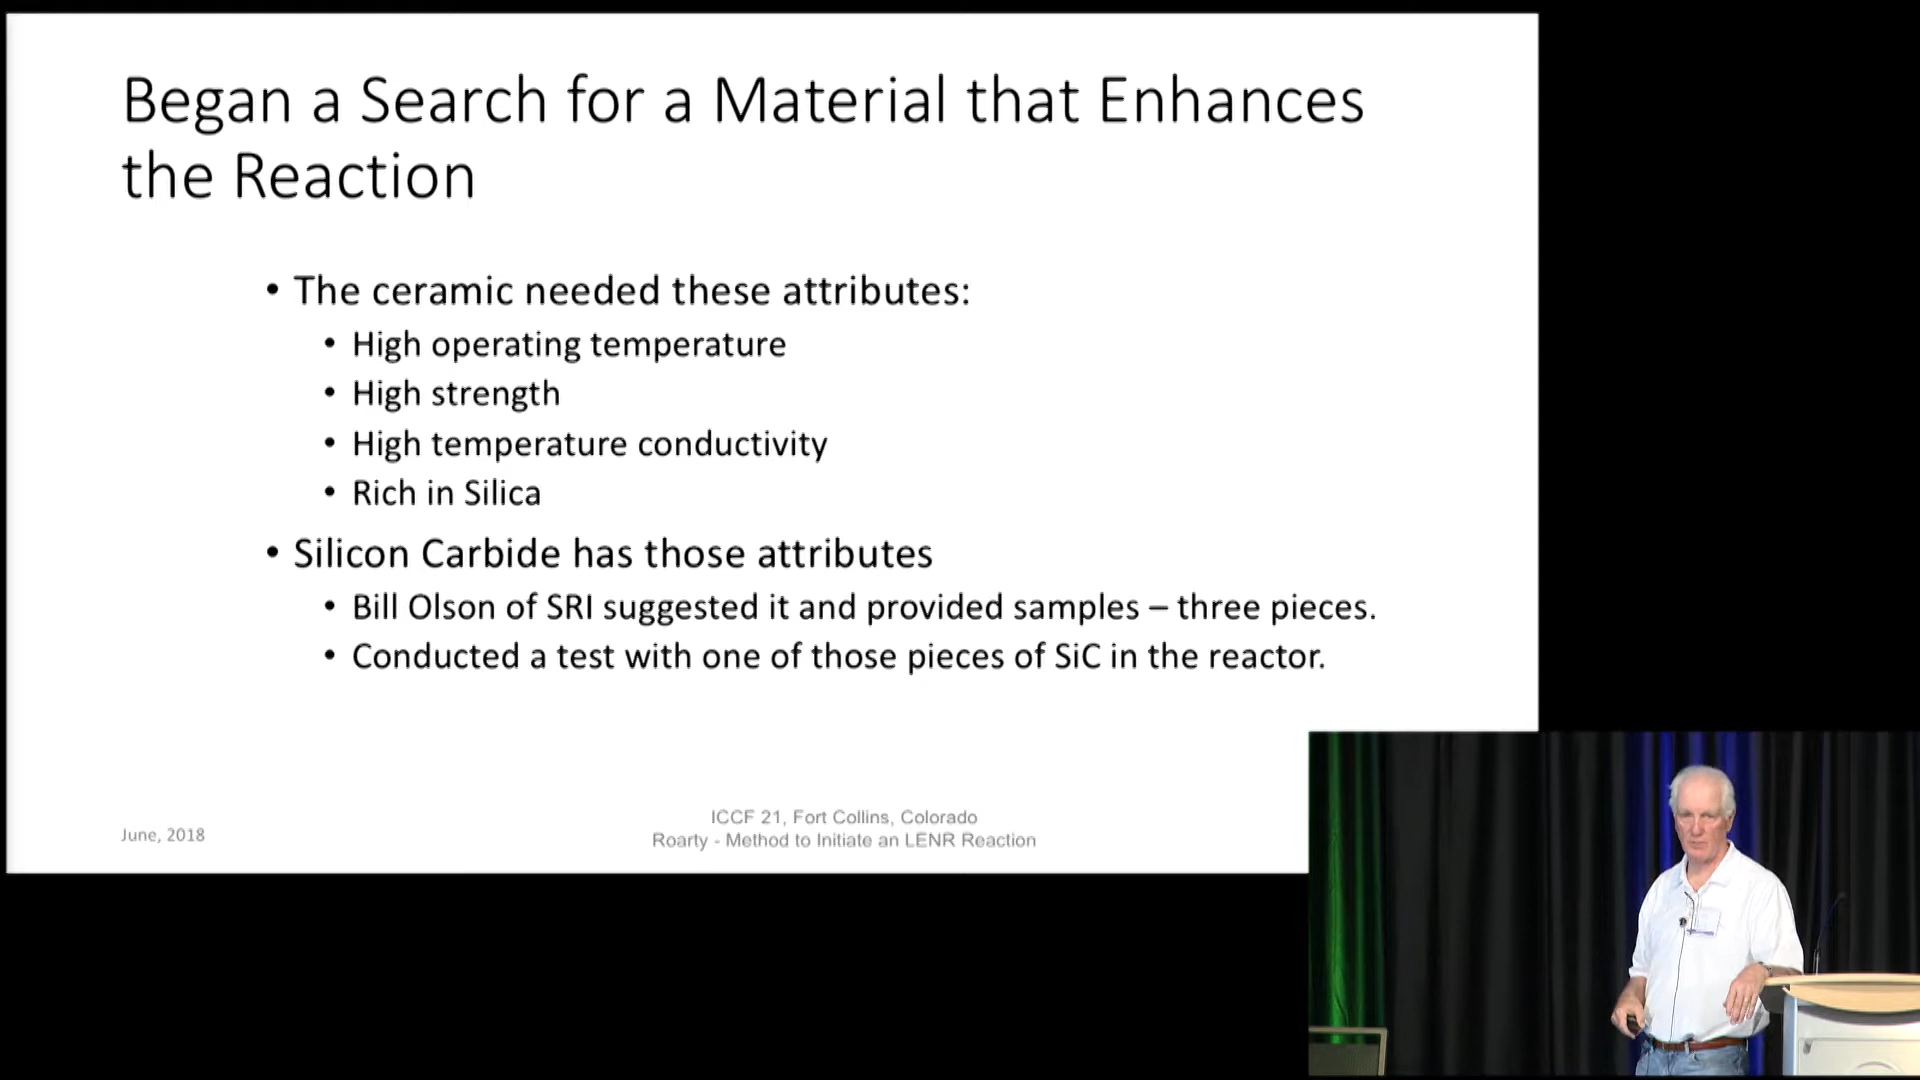 Began a Search for a Material that Enhances
the Reaction
• The ceramic needed these attributes:
• High operating temperature
• High strength
• High temperature conductivity
• Rich in Silica
• Silicon Carbide has those attributes
• Bill Olson of SRI suggested it and provided samples – three pieces.
• Conducted a test with one of those pieces of SiC in the reactor.
June, 2018
ICCF 21, Fort Collins, Colorado
Roarty - Method to Initiate an LENR Reaction